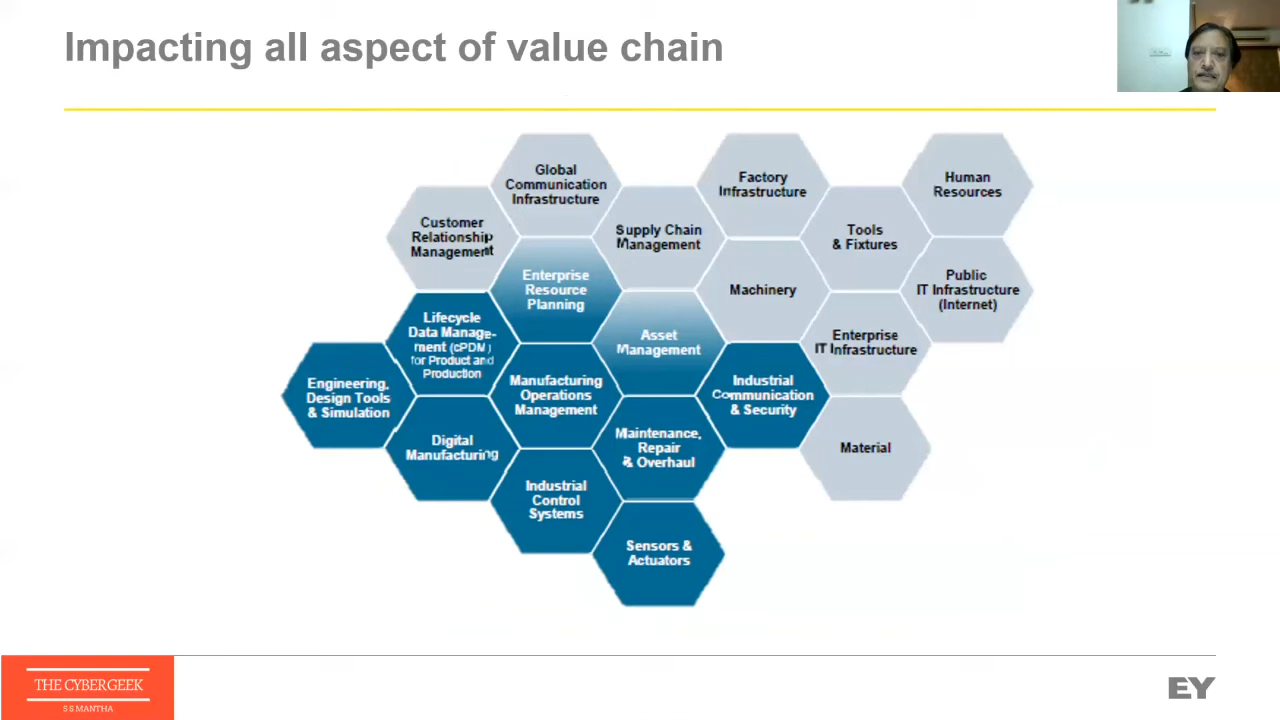 Impacting all aspect of value chain
Global
Communication
Infrastructure
Factory
Infrastructure
Human
Resources
Customer
Relationship
Management
Supply Chain
Management
Tools
& Fixtures
Enterprise
Resource
Planning
Machinery
Public
IT Infrastructure
(Internet)
Lifecycle
Data Manage-
ment (cPDM)
for Product and
Production
Asset
Management
Enterprise
IT Infrastructure
Engineering,
Design Tools
& Simulation
Manufacturing
Operations
Management
Industrial
Communication
& Security
Digital
Manufacturing
Maintenance,
Repair
& Overhaul
Material
Industrial
Control
Systems
Sensors &
Actuators
THE CYBERGEEK
S S MANTHA
EY